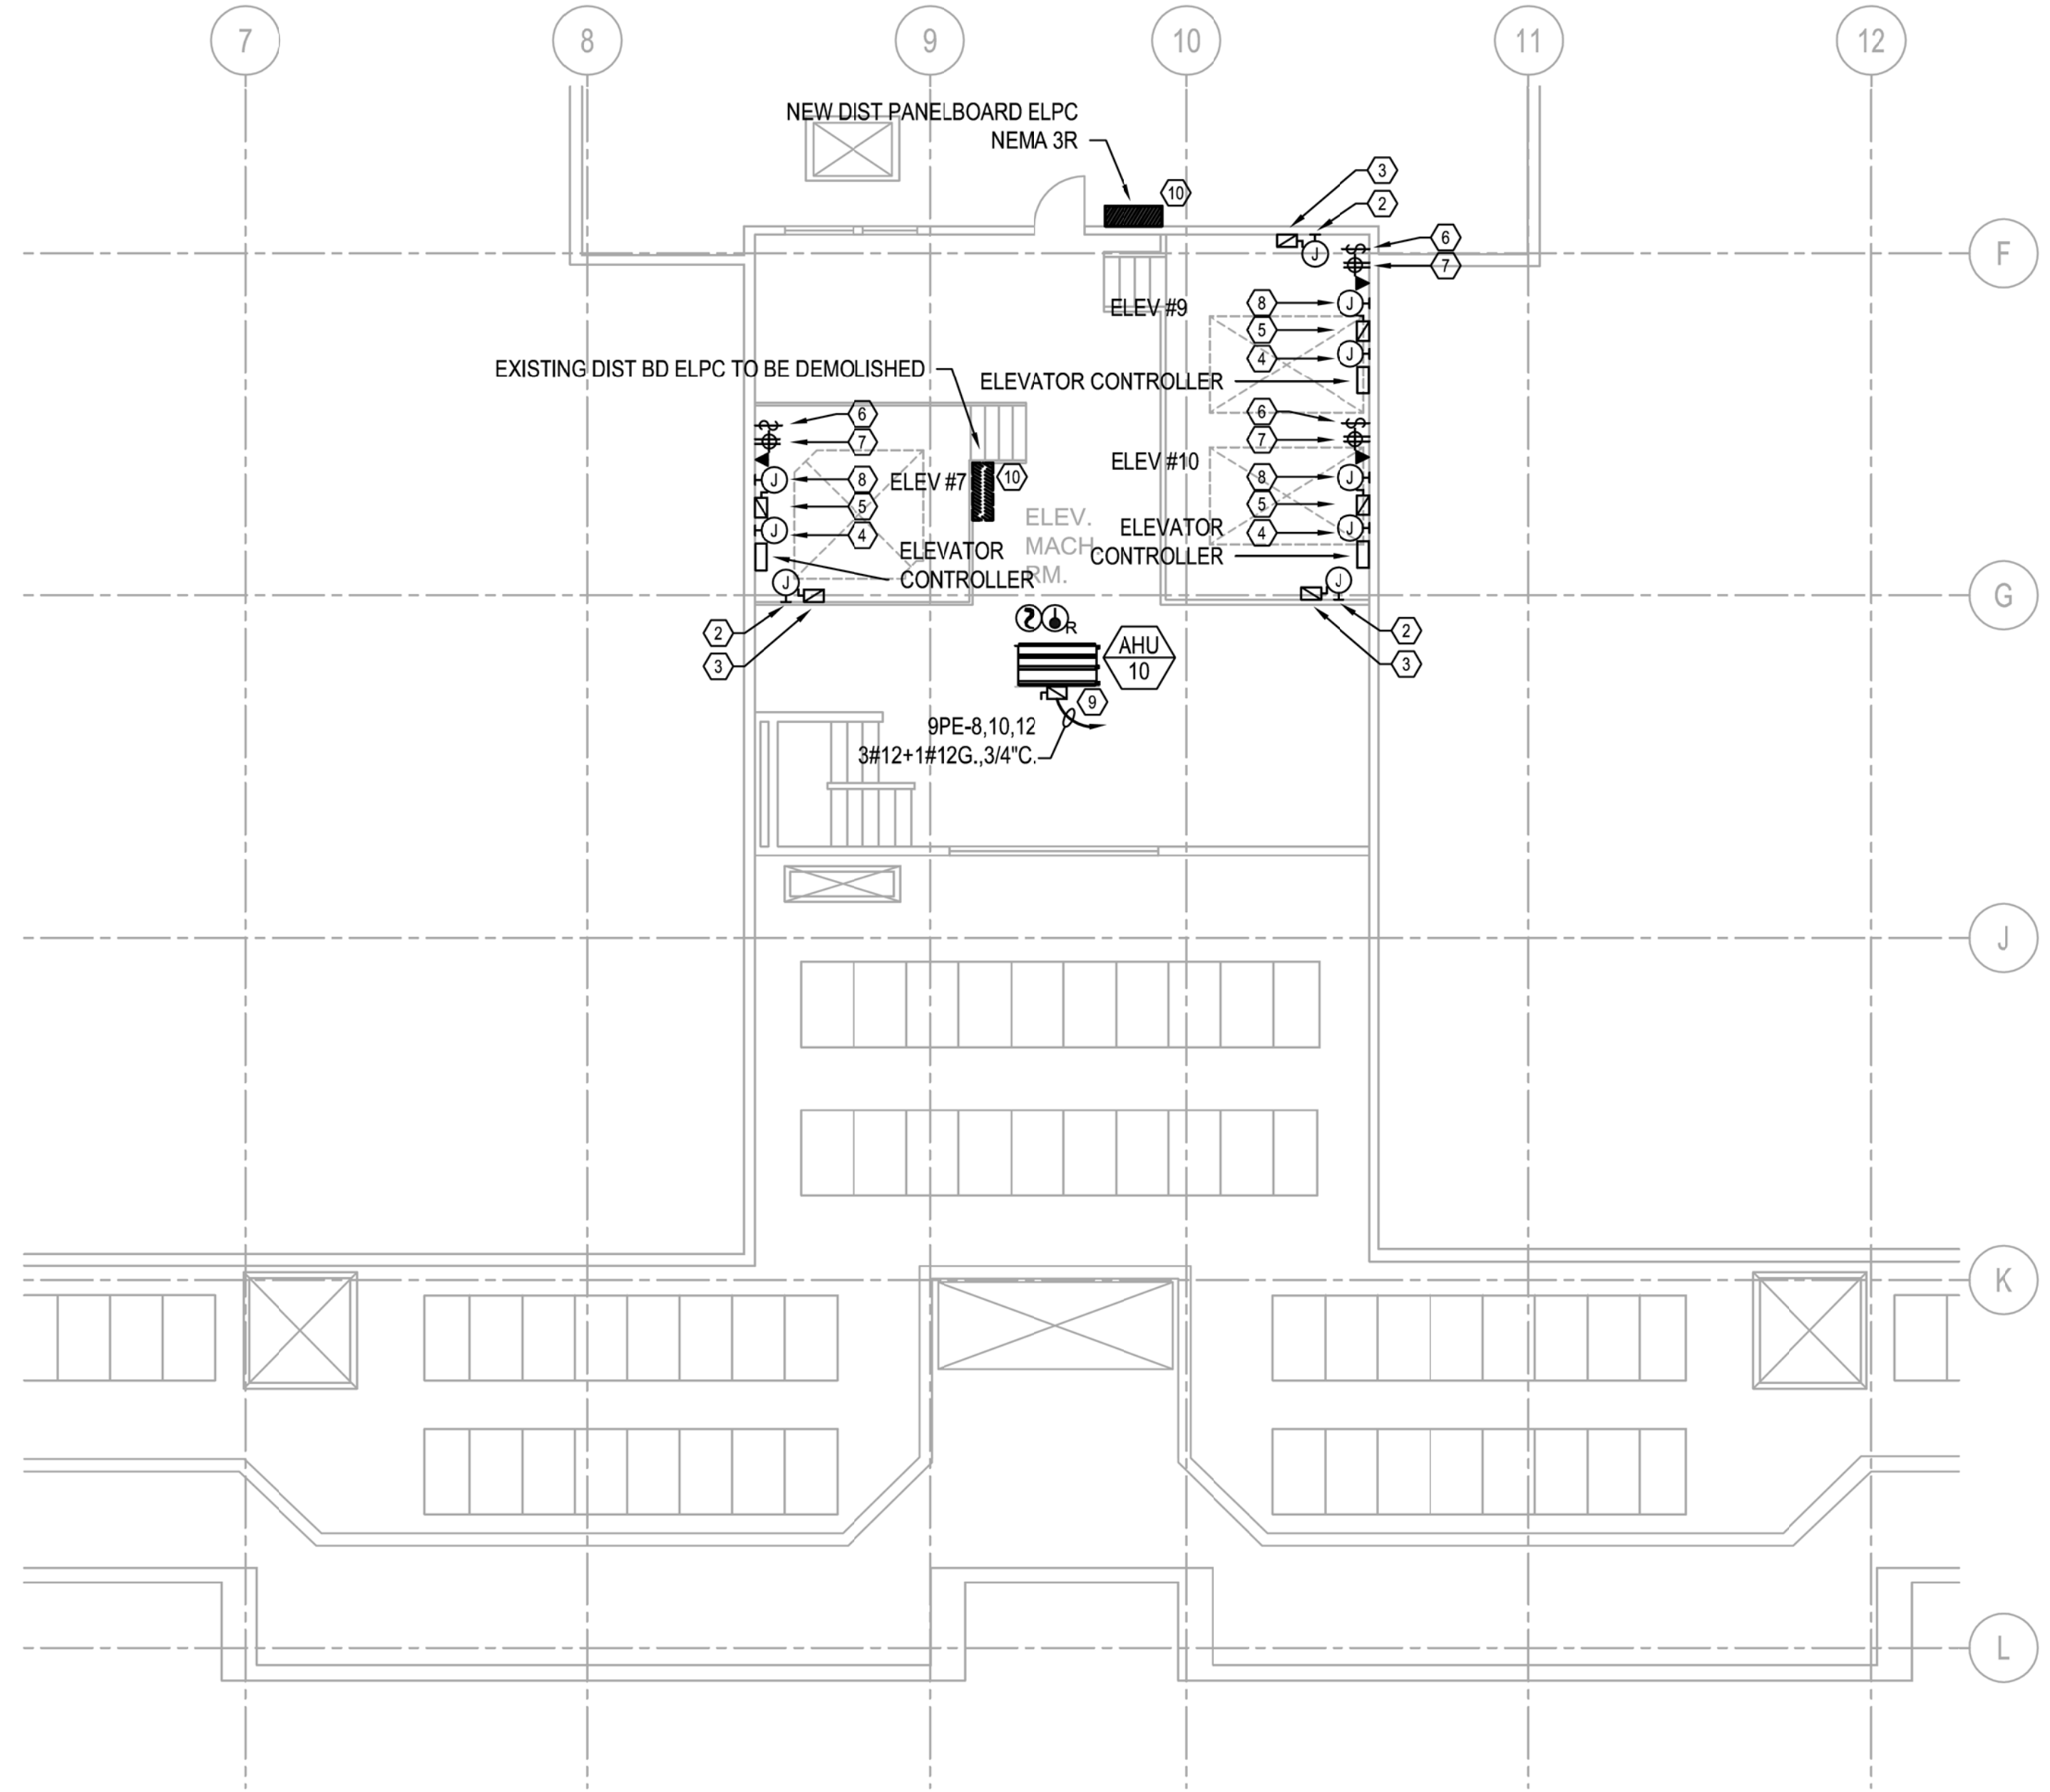 7
8
9
10
11
12
NEW DIST PANELBOARD ELPC
NEMA 3R
10
3
2
6
7
F
J
ELEV #9
8
J
5
4
J
EXISTING DIST BD ELPC TO BE DEMOLISHED
ELEVATOR CONTROLLER
6
7
6
7
ELEV #10
8
J
ELEV #7
10
8
J
5
5
4
J
4
J
ELEV.
MACH.
RM.
ELEVATOR
CONTROLLER
ELEVATOR
CONTROLLER
J
J
G
2
3
2
3
R
AHU
10
9
9PE-8,10,12
3#12+1#12G.,3/4"C.
J
K
L